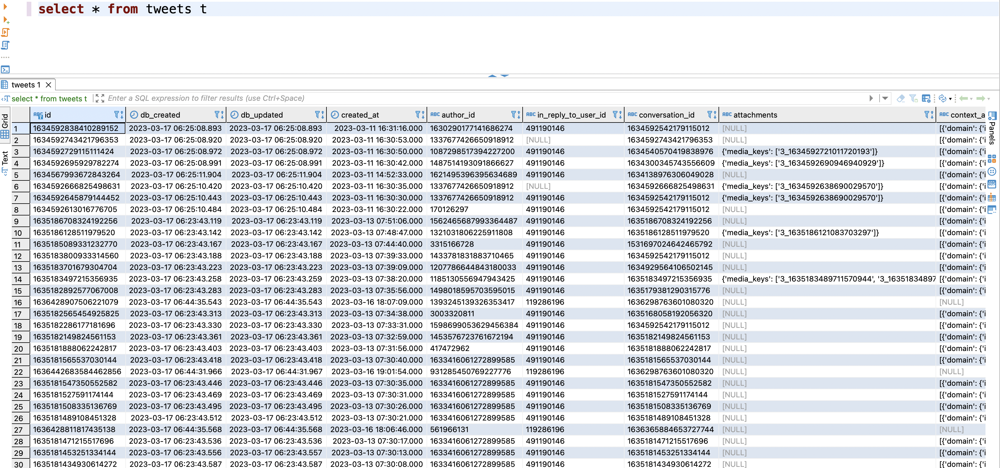 select * from tweets t
tweets 1
select * from tweets t Enter a SQL expression to filter results (use Ctrl+Space)
Grid
Text
Panels
id db_created db_updated created_at author_id in_reply_to_user_id conversation_id attachments context_a
1 1634592838410289152 2023-03-17 06:25:08.893 2023-03-17 06:25:08.893 2023-03-11 16:31:16.000 1630290177141686274 491190146 1634592542179115012 [NULL] [{'domain': {'i
2 1634592743421796353 2023-03-17 06:25:08.920 2023-03-17 06:25:08.920 2023-03-11 16:30:53.000 1337677426650918912 [NULL] 1634592743421796353 [NULL] [{'domain': {'i
3 1634592729115111424 2023-03-17 06:25:08.972 2023-03-17 06:25:08.972 2023-03-11 16:30:50.000 1087298517394227200 491190146 1634540570419838976 {'media_keys': ['3_1634592721011720193']} [{'domain': {'i
4 1634592695929782274 2023-03-17 06:25:08.991 2023-03-17 06:25:08.991 2023-03-11 16:30:42.000 1487514193091866627 491190146 1634300345743556609 {'media_keys': ['3_1634592690946940929']} [{'domain': {'i
5 1634567993672843264 2023-03-17 06:25:11.904 2023-03-17 06:25:11.904 2023-03-11 14:52:33.000 1621495396395634689 491190146 1634138976306049028 [NULL] [{'domain': {'i
6 1634592666825498631 2023-03-17 06:25:10.420 2023-03-17 06:25:10.420 2023-03-11 16:30:35.000 1337677426650918912 [NULL] 1634592666825498631 {'media_keys': ['3_1634592638690029570']} [{'domain': {'i
7 1634592645879144452 2023-03-17 06:25:10.443 2023-03-17 06:25:10.443 2023-03-11 16:30:30.000 1337677426650918912 491190146 1634592542179115012 {'media_keys': ['3_1634592638690029570']} [{'domain': {'i
8 1634592613016776705 2023-03-17 06:25:10.484 2023-03-17 06:25:10.484 2023-03-11 16:30:22.000 170126297 491190146 1634592542179115012 [NULL] [{'domain': {'i
9 1635186708324192256 2023-03-17 06:23:43.119 2023-03-17 06:23:43.119 2023-03-13 07:51:06.000 1562465687993364487 491190146 1635186708324192256 [NULL] [{'domain': {'i
10 1635186128511979520 2023-03-17 06:23:43.142 2023-03-17 06:23:43.142 2023-03-13 07:48:47.000 1321031806225911808 491190146 1635186128511979520 {'media_keys': ['3_1635186121083703297']} [{'domain': {'i
11 1635185089331232770 2023-03-17 06:23:43.167 2023-03-17 06:23:43.167 2023-03-13 07:44:40.000 3315166728 491190146 1531697024642465792 [NULL] [{'domain': {'i
12 1635183800933314560 2023-03-17 06:23:43.188 2023-03-17 06:23:43.188 2023-03-13 07:39:33.000 1433781831883710465 491190146 1634592542179115012 [NULL] [{'domain': {'i
13 1635183701679304704 2023-03-17 06:23:43.223 2023-03-17 06:23:43.223 2023-03-13 07:39:09.000 1207786644843180033 491190146 1634929564106502145 [NULL] [{'domain': {'i
14 1635183497215356935 2023-03-17 06:23:43.258 2023-03-17 06:23:43.259 2023-03-13 07:38:20.000 1185130556947943425 491190146 1635183497215356935 {'media_keys': ['3_1635183489711570944', '3_16351834897 [{'domain': {'i
15 1635182892577067008 2023-03-17 06:23:43.283 2023-03-17 06:23:43.283 2023-03-13 07:35:56.000 1498018595703595015 491190146 1635179381290315776 [NULL] [{'domain': {'i
16 1636428907506221079 2023-03-17 06:44:35.543 2023-03-17 06:44:35.543 2023-03-16 18:07:09.000 1393245139326353417 119286196 1636298763601080320 [NULL] [NULL]
17 1635182565454925825 2023-03-17 06:23:43.313 2023-03-17 06:23:43.313 2023-03-13 07:34:38.000 3003320811 491190146 1635168058192056320 [NULL] [{'domain': {'i
18 1635182286177181696 2023-03-17 06:23:43.330 2023-03-17 06:23:43.330 2023-03-13 07:33:31.000 1598699053629456384 491190146 1634592542179115012 [NULL] [{'domain': {'i
19 1635182149824561153 2023-03-17 06:23:43.361 2023-03-17 06:23:43.361 2023-03-13 07:32:59.000 1453576723761672194 491190146 1635182149824561153 [NULL] [{'domain': {'i
20 1635181888062242817 2023-03-17 06:23:43.403 2023-03-17 06:23:43.403 2023-03-13 07:31:56.000 417472962 491190146 1635181888062242817 [NULL] [{'domain': {'i
21 1635181565537030144 2023-03-17 06:23:43.418 2023-03-17 06:23:43.418 2023-03-13 07:30:40.000 1633416061272899585 491190146 1635181565537030144 [NULL] [{'domain': {'i
22 1636442683584462856 2023-03-17 06:44:31.966 2023-03-17 06:44:31.967 2023-03-16 19:01:54.000 931285450769227776 119286196 1636298763601080320 [NULL] [NULL]
23 1635181547350552582 2023-03-17 06:23:43.446 2023-03-17 06:23:43.446 2023-03-13 07:30:35.000 1633416061272899585 491190146 1635181547350552582 [NULL] [{'domain': {'i
24 1635181527591174144 2023-03-17 06:23:43.469 2023-03-17 06:23:43.469 2023-03-13 07:30:31.000 1633416061272899585 491190146 1635181527591174144 [NULL] [{'domain': {'i
25 1635181508335136769 2023-03-17 06:23:43.495 2023-03-17 06:23:43.495 2023-03-13 07:30:26.000 1633416061272899585 491190146 1635181508335136769 [NULL] [{'domain': {'i
26 1635181489108451328 2023-03-17 06:23:43.512 2023-03-17 06:23:43.512 2023-03-13 07:30:21.000 1633416061272899585 491190146 1635181489108451328 [NULL] [{'domain': {'i
27 1636428811817435138 2023-03-17 06:44:35.568 2023-03-17 06:44:35.568 2023-03-16 18:06:46.000 561966131 119286196 1636365884653727744 [NULL] [NULL]
28 1635181471215517696 2023-03-17 06:23:43.536 2023-03-17 06:23:43.536 2023-03-13 07:30:17.000 1633416061272899585 491190146 1635181471215517696 [NULL] [{'domain': {'i
29 1635181453251334144 2023-03-17 06:23:43.556 2023-03-17 06:23:43.557 2023-03-13 07:30:13.000 1633416061272899585 491190146 1635181453251334144 [NULL] [{'domain': {'i
30 1635181434930614272 2023-03-17 06:23:43.587 2023-03-17 06:23:43.587 2023-03-13 07:30:08.000 1633416061272899585 491190146 1635181434930614272 [NULL] [{'domain': {'i